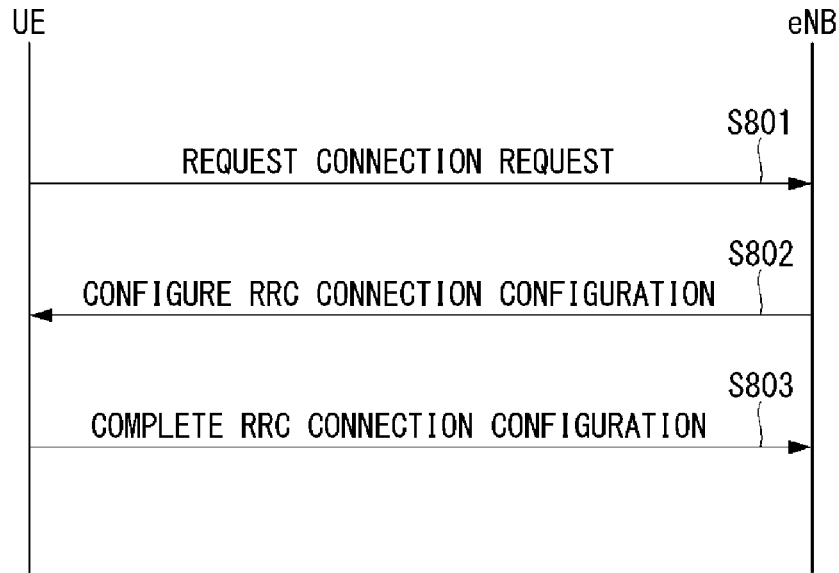 UE
eNB
S801
REQUEST CONNECTION REQUEST
S802
CONFIGURE RRC CONNECTION CONFIGURATION
S803
COMPLETE RRC CONNECTION CONFIGURATION